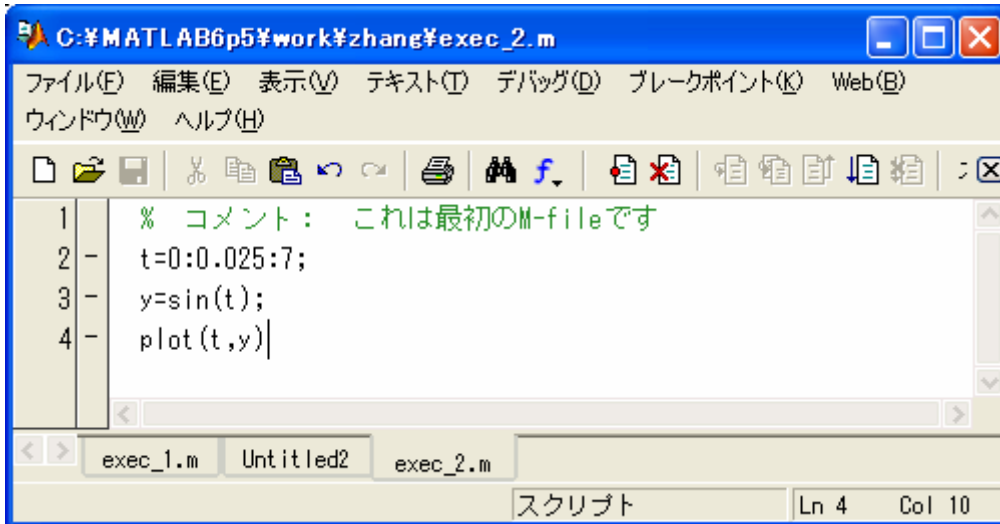 C:¥MATLAB6p5¥work¥zhang¥exec_2.m
ファイル(F) 編集(E) 表示(V) テキスト(T) デバッグ(D) ブレークポイント(K) Web(B)
ウィンドウ(W) ヘルプ(H)
1 % コメント： これは最初のM-fileです
2 - t=0:0.025:7;
3 - y=sin(t);
4 - plot(t,y)
exec_1.m Untitled2 exec_2.m
スクリプト Ln 4 Col 10